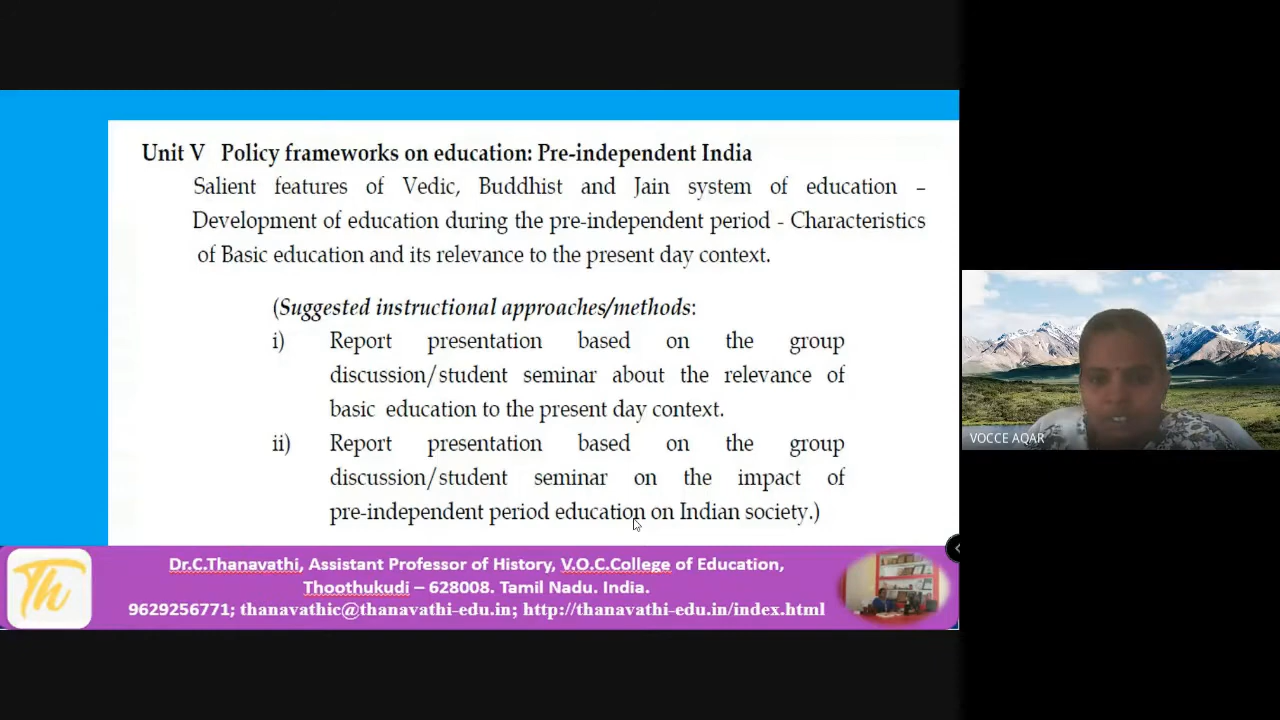 Unit V Policy frameworks on education: Pre-independent India
Salient features of Vedic, Buddhist and Jain system of education –
Development of education during the pre-independent period - Characteristics
of Basic education and its relevance to the present day context.
(Suggested instructional approaches/methods:
i) Report presentation based on the group
discussion/student seminar about the relevance of
basic education to the present day context.
ii) Report presentation based on the group
discussion/student seminar on the impact of
pre-independent period education on Indian society.)
Th
Dr.C.Thanavathi, Assistant Professor of History, V.O.C.College of Education,
Thoothukudi – 628008. Tamil Nadu. India.
9629256771; thanavathic@thanavathi-edu.in; http://thanavathi-edu.in/index.html
VOCCE AQAR